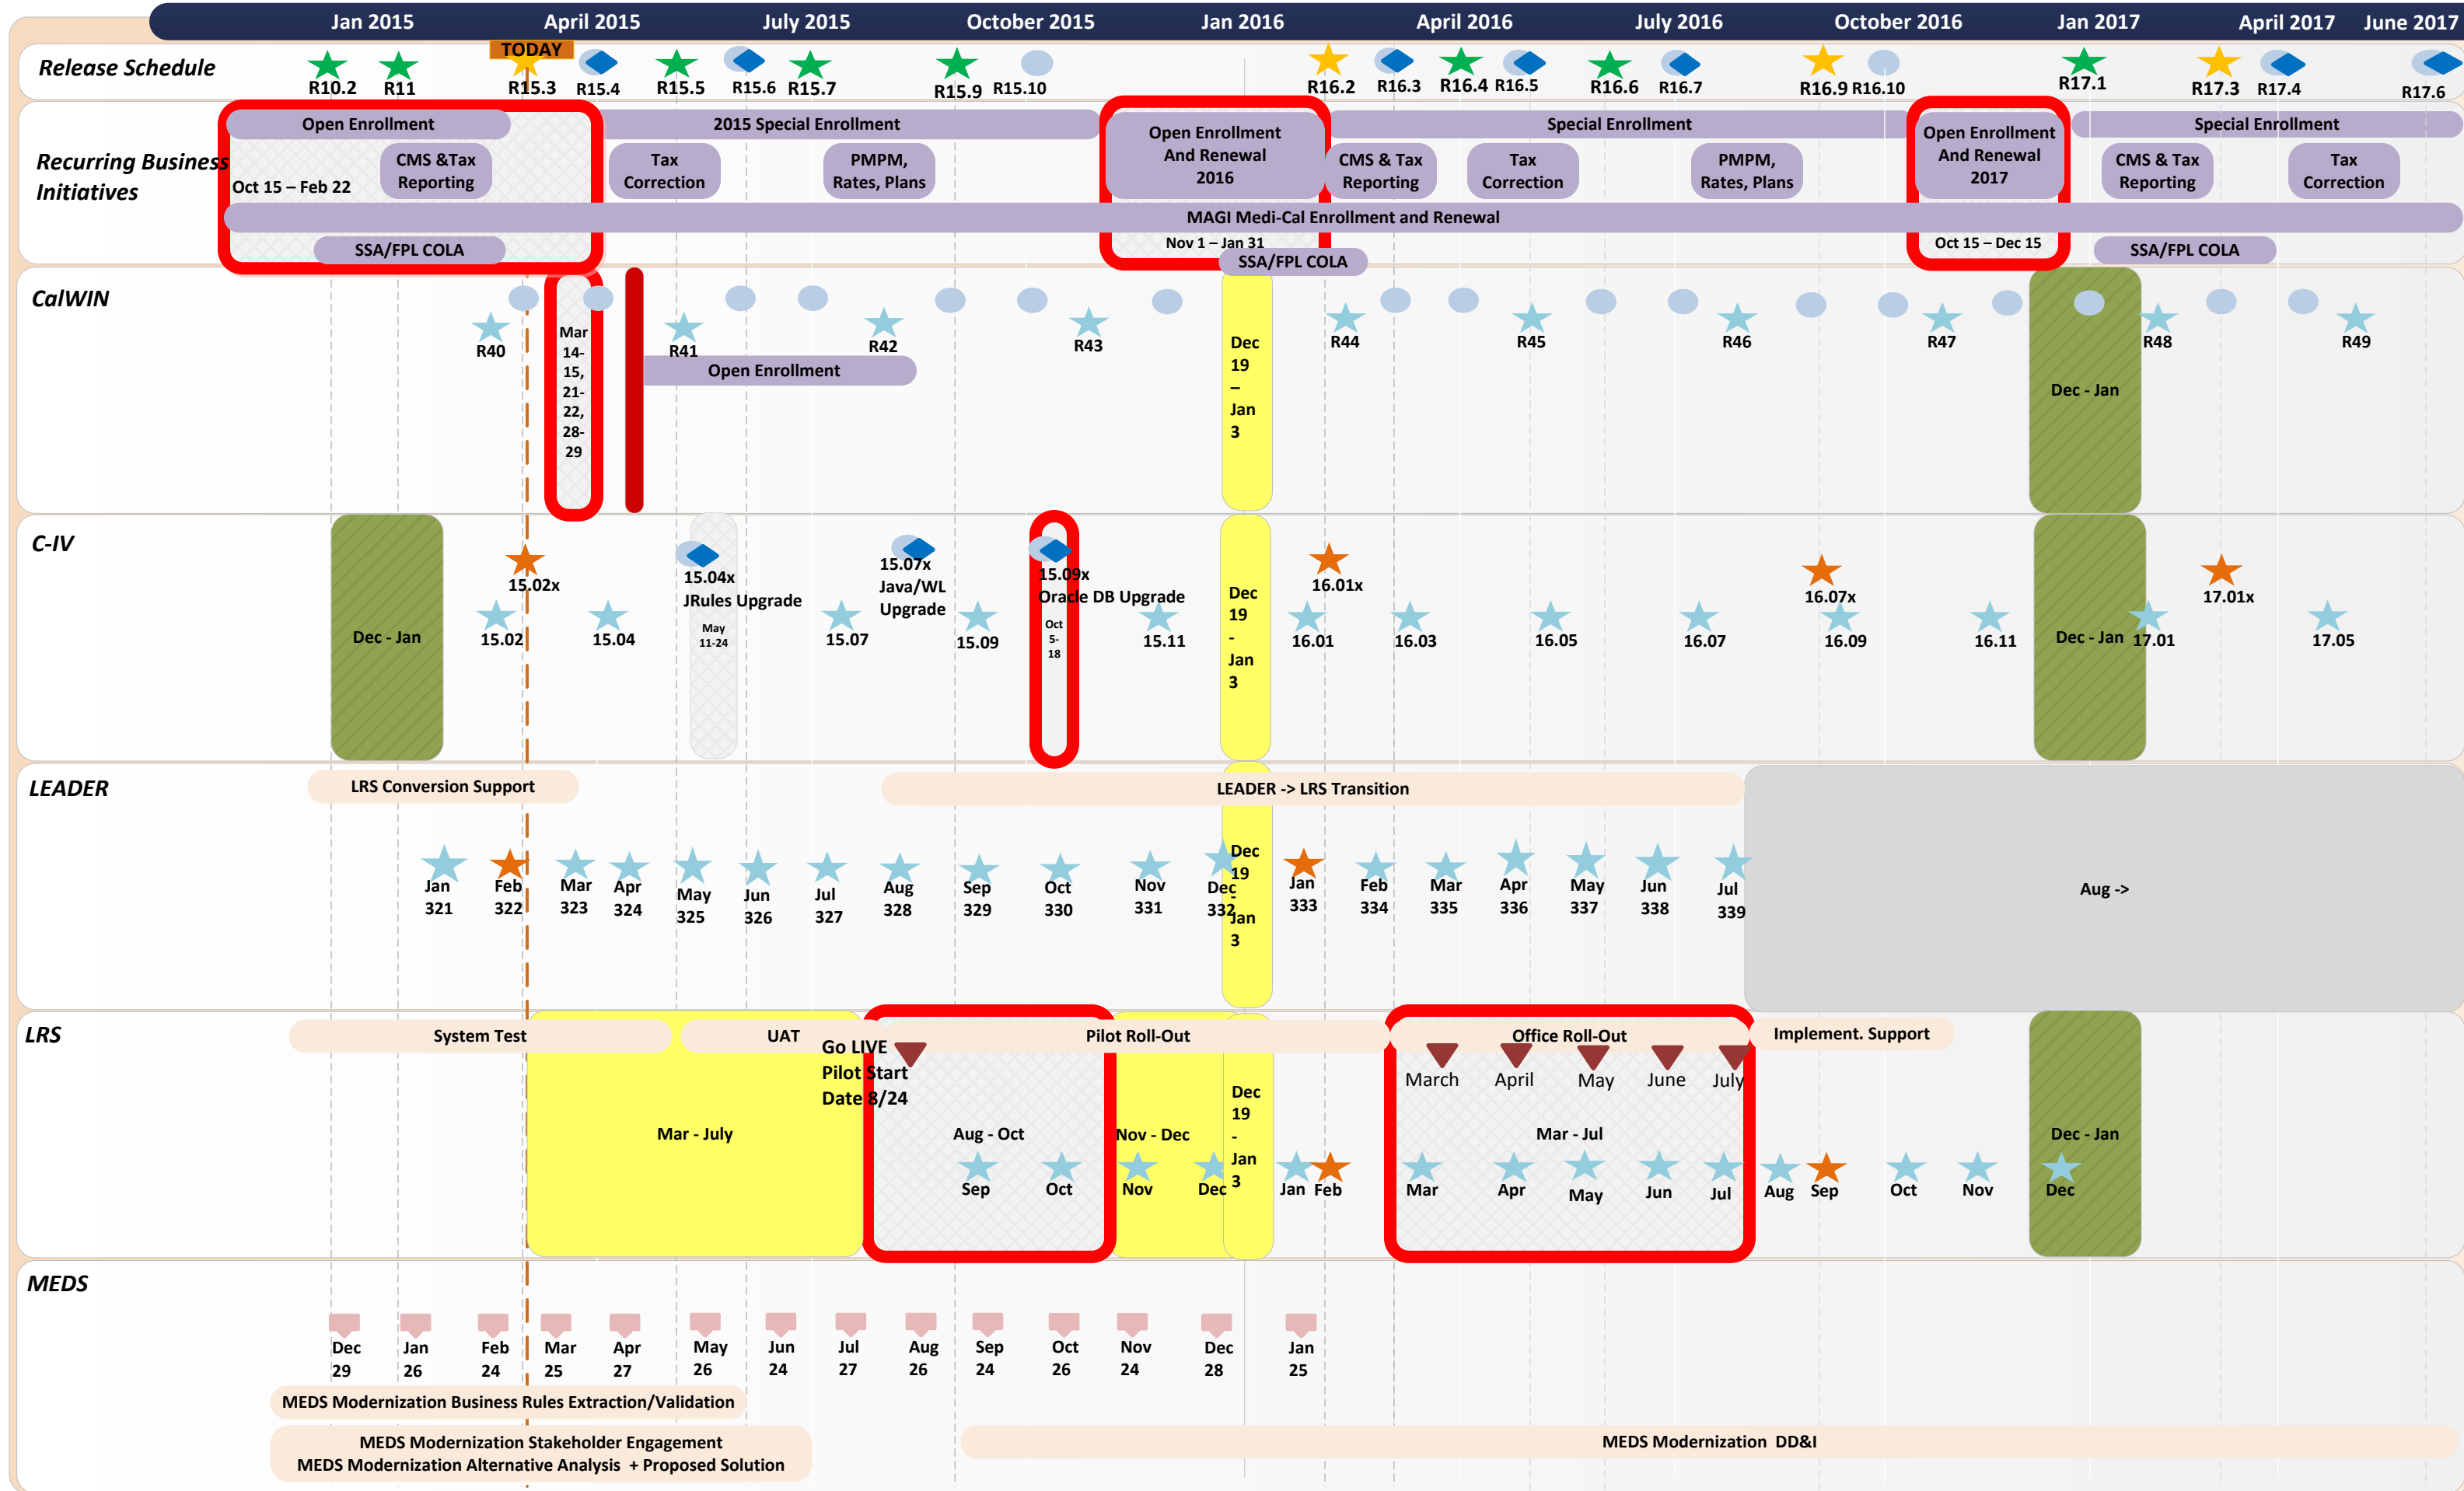 Jan 2015
April 2015
July 2015
October 2015
Jan 2016
April 2016
July 2016
October 2016
Jan 2017
April 2017
June 2017
TODAY
Release Schedule
R10.2
R11
R15.3
R15.4
R15.5
R15.6
R15.7
R15.9
R15.10
R16.2
R16.3
R16.4
R16.5
R16.6
R16.7
R16.9
R16.10
R17.1
R17.3
R17.4
R17.6
Recurring Business
Initiatives
Open Enrollment
2015 Special Enrollment
Open Enrollment
And Renewal
2016
Special Enrollment
Open Enrollment
And Renewal
2017
Special Enrollment
Oct 15 – Feb 22
CMS &Tax
Reporting
Tax
Correction
PMPM,
Rates, Plans
CMS & Tax
Reporting
Tax
Correction
PMPM,
Rates, Plans
CMS & Tax
Reporting
Tax
Correction
MAGI Medi-Cal Enrollment and Renewal
SSA/FPL COLA
Nov 1 – Jan 31
SSA/FPL COLA
Oct 15 – Dec 15
SSA/FPL COLA
CalWIN
R40
Mar
14-
15,
21-
22,
28-
29
R41
R42
R43
Open Enrollment
Dec
19
–
Jan
3
R44
R45
R46
R47
Dec - Jan
R48
R49
C-IV
Dec - Jan
15.02x
15.02
15.04
15.04x
JRules Upgrade
May
11-24
15.07
15.07x
Java/WL
Upgrade
15.09
15.09x
Oracle DB Upgrade
Oct
5-
18
15.11
Dec
19
-
Jan
3
16.01x
16.01
16.03
16.05
16.07
16.07x
16.09
16.11
Dec - Jan
17.01
17.01x
17.05
LEADER
LRS Conversion Support
LEADER -> LRS Transition
Jan
321
Feb
322
Mar
323
Apr
324
May
325
Jun
326
Jul
327
Aug
328
Sep
329
Oct
330
Nov
331
Dec
332
Dec
19
-
Jan
3
Jan
333
Feb
334
Mar
335
Apr
336
May
337
Jun
338
Jul
339
Aug ->
LRS
System Test
UAT
Pilot Roll-Out
Office Roll-Out
Implement. Support
Go LIVE
Pilot Start
Date 8/24
March
April
May
June
July
Mar - July
Aug - Oct
Nov - Dec
Dec
19
-
Jan
3
Mar - Jul
Dec - Jan
Sep
Oct
Nov
Dec
Jan
Feb
Mar
Apr
May
Jun
Jul
Aug
Sep
Oct
Nov
Dec
MEDS
Dec
29
Jan
26
Feb
24
Mar
25
Apr
27
May
26
Jun
24
Jul
27
Aug
26
Sep
24
Oct
26
Nov
24
Dec
28
Jan
25
MEDS Modernization Business Rules Extraction/Validation
MEDS Modernization Stakeholder Engagement
MEDS Modernization Alternative Analysis + Proposed Solution
MEDS Modernization DD&I